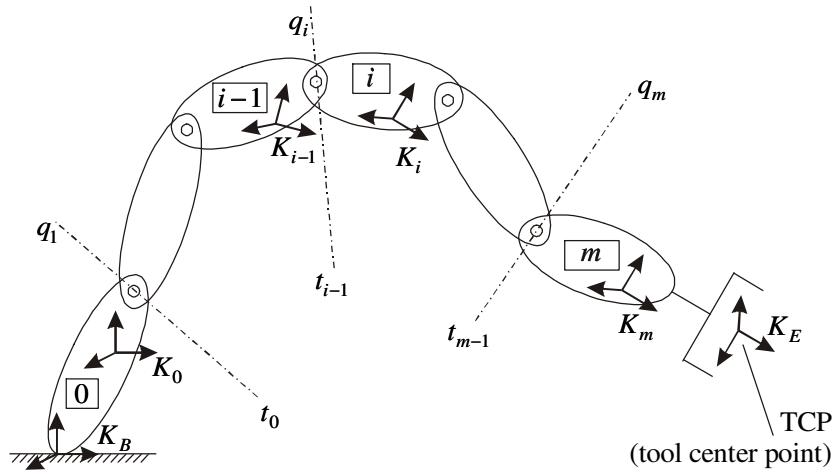 q_i
i
q_m
i–1
K_{i–1}
K_i
q_1
m
t_{i–1}
K_m
t_{m–1}
K_E
K_0
0
t_0
K_B
TCP
(tool center point)